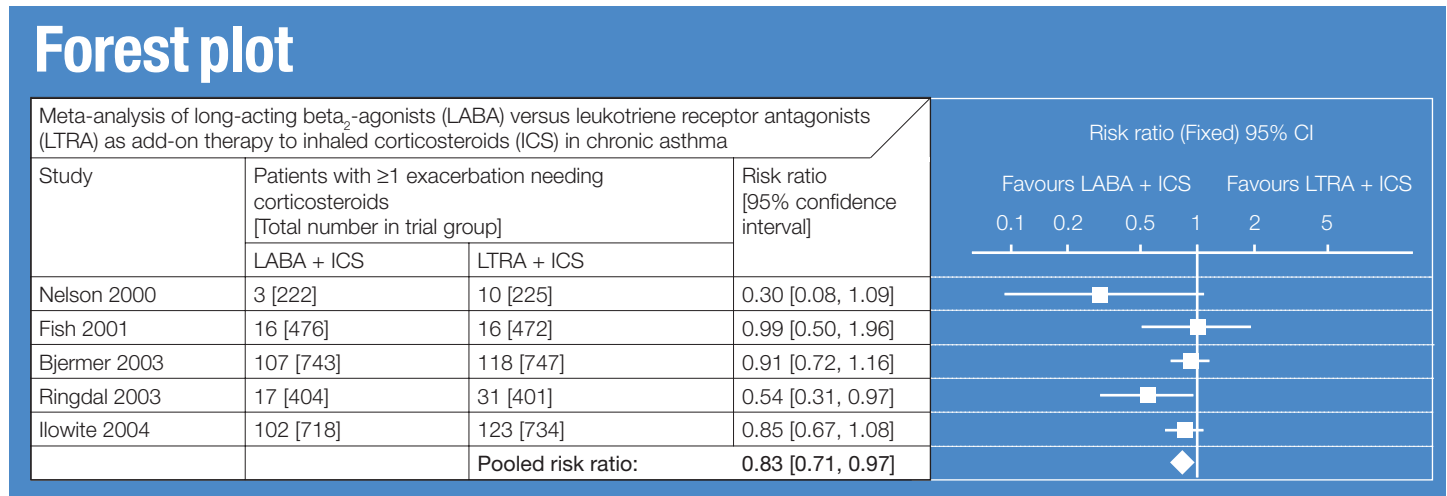 Forest plot
Meta-analysis of long-acting beta₂-agonists (LABA) versus leukotriene receptor antagonists
(LTRA) as add-on therapy to inhaled corticosteroids (ICS) in chronic asthma
Risk ratio (Fixed) 95% CI
Study
Patients with ≥1 exacerbation needing
corticosteroids
[Total number in trial group]
Risk ratio
[95% confidence
interval]
Favours LABA + ICS Favours LTRA + ICS
0.1 0.2 0.5 1 2 5
LABA + ICS LTRA + ICS
Nelson 2000 3 [222] 10 [225] 0.30 [0.08, 1.09]
Fish 2001 16 [476] 16 [472] 0.99 [0.50, 1.96]
Bjermer 2003 107 [743] 118 [747] 0.91 [0.72, 1.16]
Ringdal 2003 17 [404] 31 [401] 0.54 [0.31, 0.97]
Ilowite 2004 102 [718] 123 [734] 0.85 [0.67, 1.08]
Pooled risk ratio: 0.83 [0.71, 0.97]